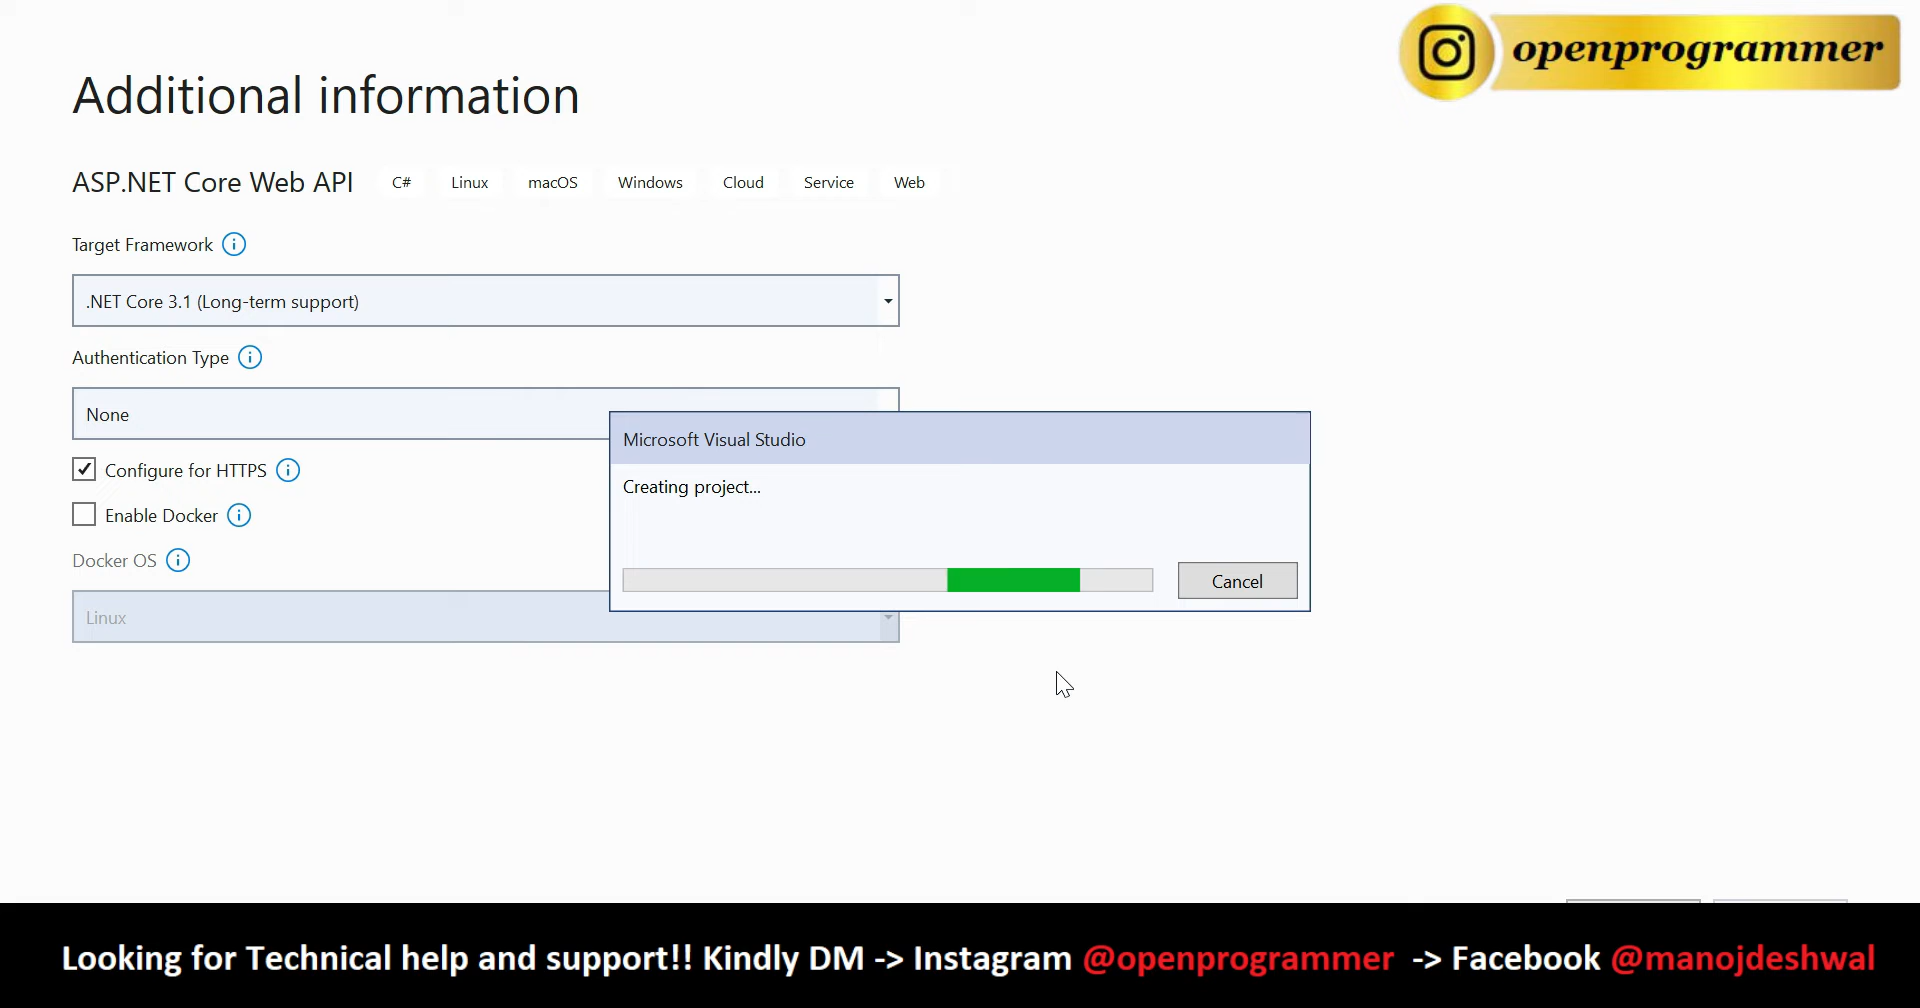 openprogrammer
Additional information
ASP.NET Core Web API C# Linux macOS Windows Cloud Service Web
Target Framework
.NET Core 3.1 (Long-term support)
Authentication Type
None
Microsoft Visual Studio
Configure for HTTPS
Creating project...
Enable Docker
Docker OS
Cancel
Linux
Looking for Technical help and support!! Kindly DM -> Instagram @openprogrammer -> Facebook @manojdeshwal